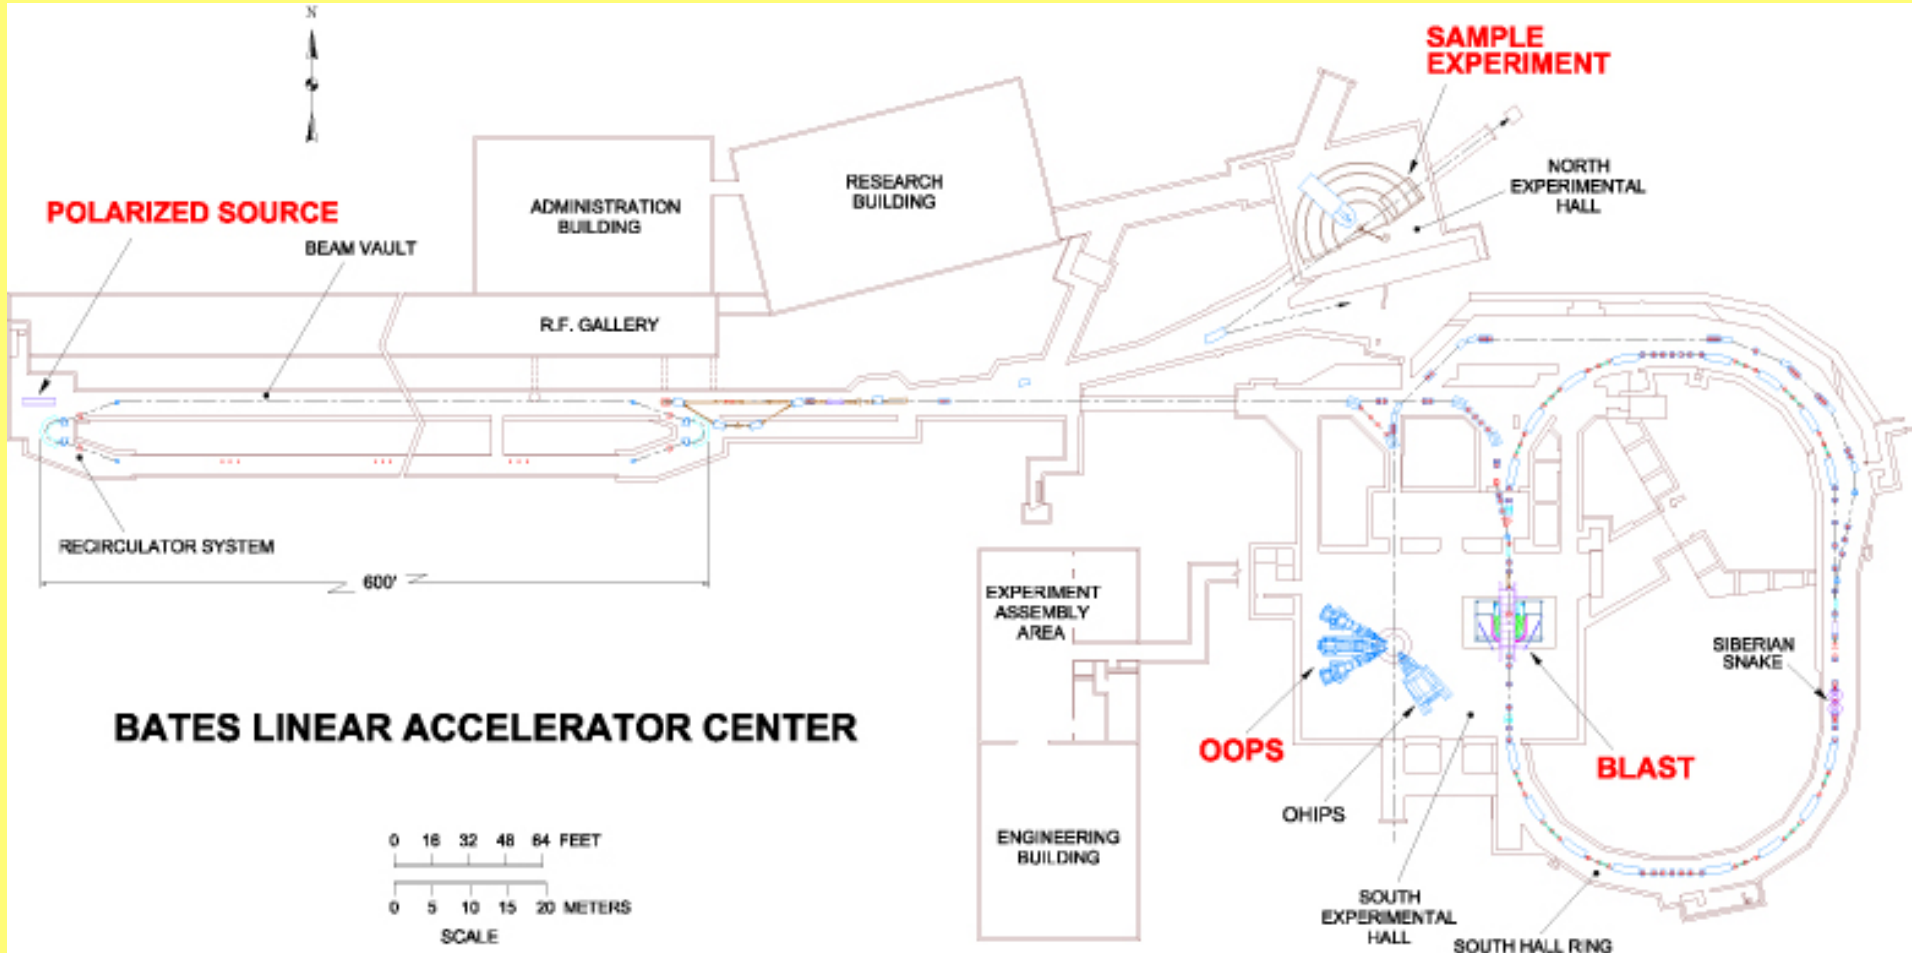 N
SAMPLE
EXPERIMENT
NORTH
EXPERIMENTAL
HALL
RESEARCH
BUILDING
ADMINISTRATION
BUILDING
POLARIZED SOURCE
BEAM VAULT
R.F. GALLERY
RECIRCULATOR SYSTEM
600'
EXPERIMENT
ASSEMBLY
AREA
SIBERIAN
SNAKE
BATES LINEAR ACCELERATOR CENTER
OOPS
BLAST
OHIPS
ENGINEERING
BUILDING
0 16 32 48 64 FEET
0 5 10 15 20 METERS
SCALE
SOUTH
EXPERIMENTAL
HALL
SOUTH HALL RING